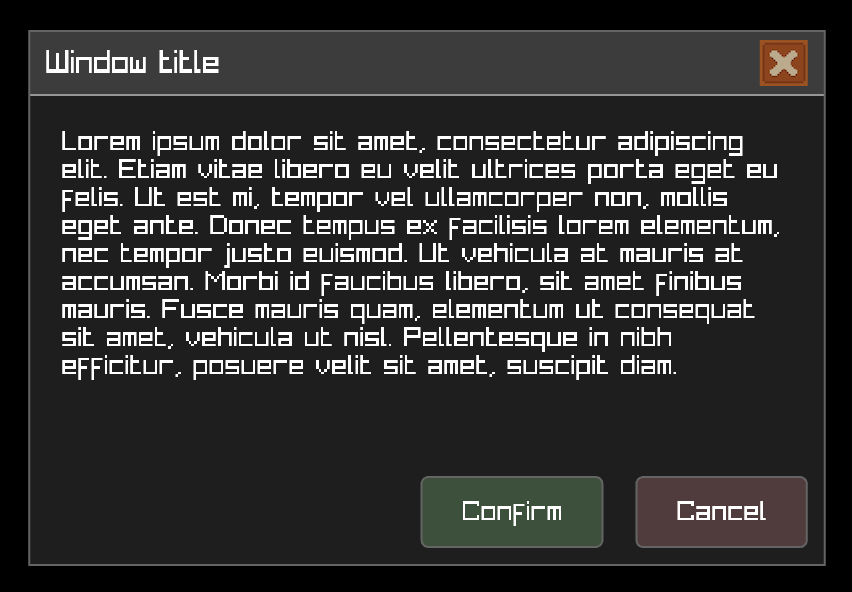 Window title
Lorem ipsum dolor sit amet, consectetur adipiscing
elit. Etiam vitae libero eu velit ultrices porta eget eu
felis. Ut est mi, tempor vel ullamcorper non, mollis
eget ante. Donec tempus ex facilisis lorem elementum,
nec tempor justo euismod. Ut vehicula at mauris at
accumsan. Morbi id faucibus libero, sit amet finibus
mauris. Fusce mauris quam, elementum ut consequat
sit amet, vehicula ut nisl. Pellentesque in nibh
efficitur, posuere velit sit amet, suscipit diam.
Confirm
Cancel